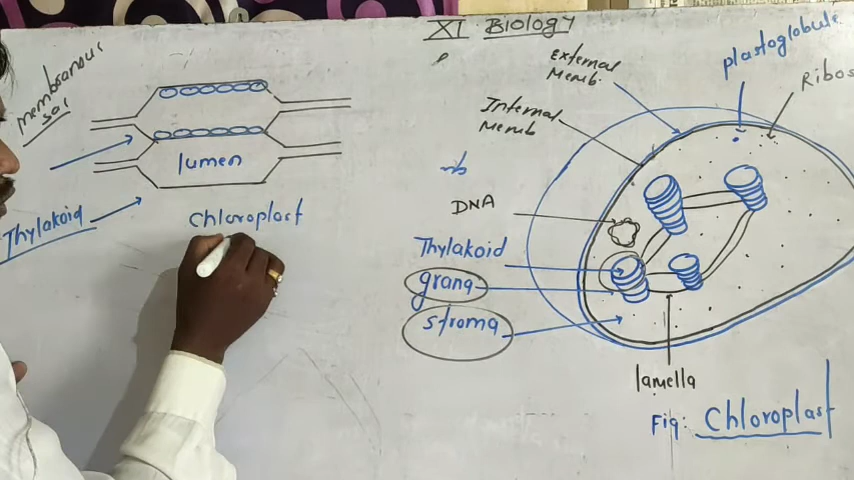 XI Biology
membranous
sac
lumen
Thylakoid
Chloroplast
External
Memb.
Internal
Memb
plastoglobule
Ribos
DNA
Thylakoid
grana
stroma
lamella
Fig: Chloroplast